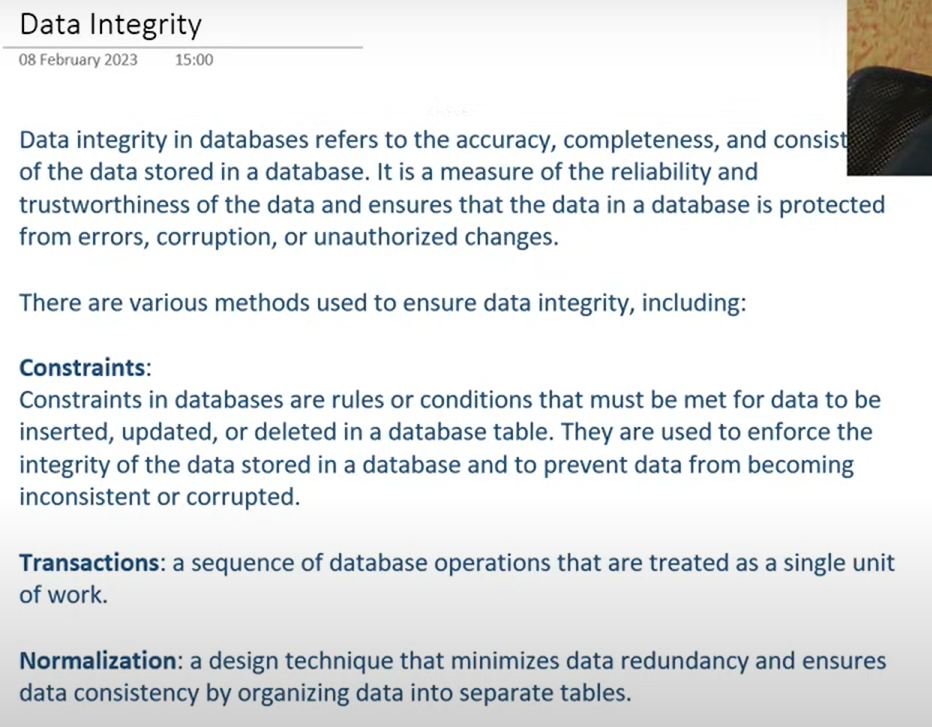 Data Integrity
08 February 2023 15:00
Data integrity in databases refers to the accuracy, completeness, and consist
of the data stored in a database. It is a measure of the reliability and
trustworthiness of the data and ensures that the data in a database is protected
from errors, corruption, or unauthorized changes.
There are various methods used to ensure data integrity, including:
Constraints:
Constraints in databases are rules or conditions that must be met for data to be
inserted, updated, or deleted in a database table. They are used to enforce the
integrity of the data stored in a database and to prevent data from becoming
inconsistent or corrupted.
Transactions: a sequence of database operations that are treated as a single unit
of work.
Normalization: a design technique that minimizes data redundancy and ensures
data consistency by organizing data into separate tables.